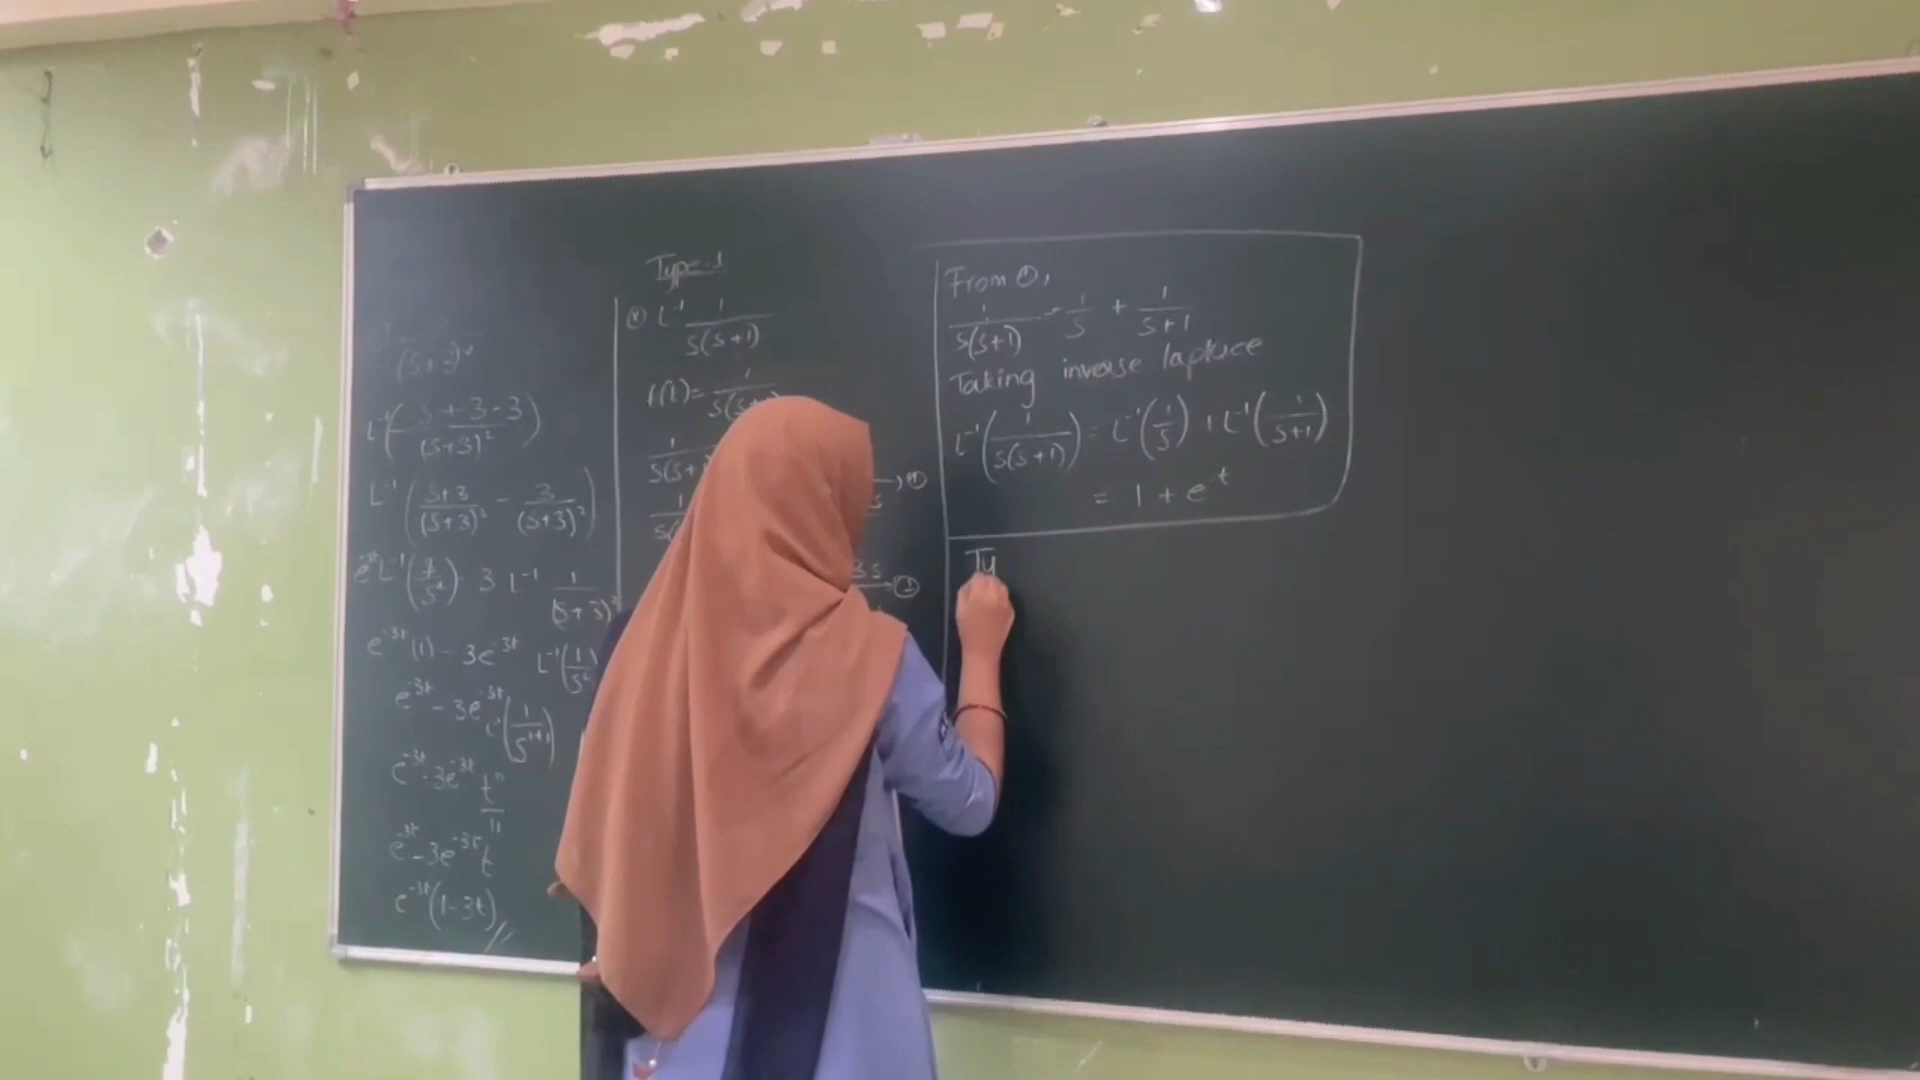 (s+3)²
L⁻¹(s+3-3/(s+3)²)
L⁻¹(s+3/(s+3)² - 3/(s+3)²)
3 L⁻¹ 1/(s+3)²
e⁻³ᵗ(1) - 3e⁻³ᵗ L⁻¹(1/s²)
e⁻³ᵗ - 3e⁻³ᵗ L⁻¹(1/s¹⁺¹)
e⁻³ᵗ - 3e⁻³ᵗ tⁿ/11
e⁻³ᵗ - 3e⁻³ᵗ t
e⁻³ᵗ(1-3t)//
Type-1
L⁻¹ 1/s(s+1)
f(t) = 1/s(s+
1/s(s+
→ ①
→ ②
From ①,
1/s(s+1) = 1/s + 1/s+1
Taking inverse laplace
L⁻¹(1/s(s+1)) = L⁻¹(1/s) + L⁻¹(1/s+1)
= 1 + e⁻ᵗ
Ty